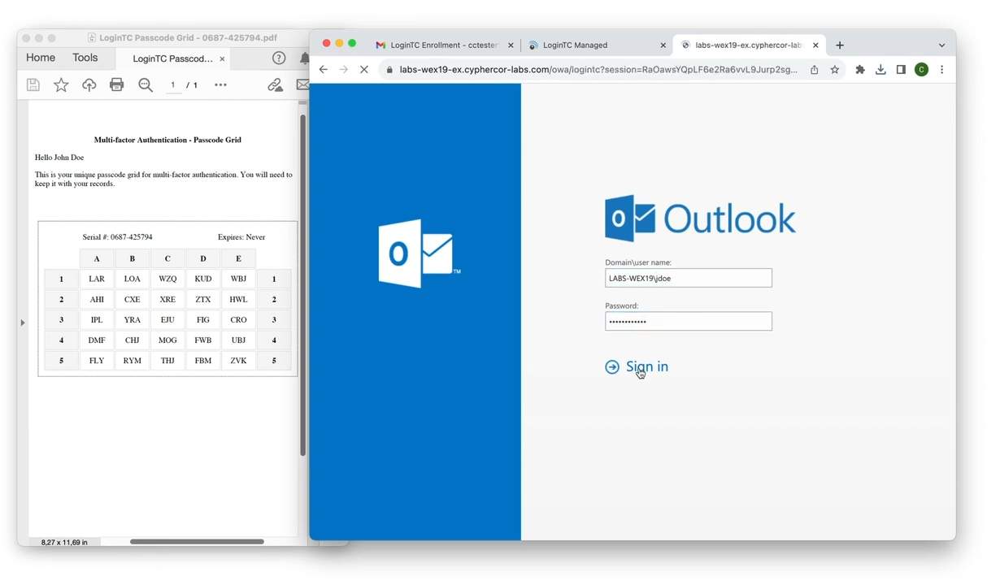 LoginTC Passcode Grid - 0687-425794.pdf
Home Tools LoginTC Passcod... ×
1 / 1
Multi-factor Authentication - Passcode Grid
Hello John Doe
This is your unique passcode grid for multi-factor authentication. You will need to
keep it with your records.
Serial #: 0687-425794 Expires: Never
A B C D E
1 LAR LOA WZQ KUD WBJ 1
2 AHI CXE XRE ZTX HWL 2
3 IPL YRA EJU FIG CRO 3
4 DMF CHJ MOG FWB UBJ 4
5 FLY RYM THJ FBM ZVK 5
8,27 x 11,69 in
LoginTC Enrollment - cctester
LoginTC Managed
labs-wex19-ex.cyphercor-lab
labs-wex19-ex.cyphercor-labs.com/owa/logintc?session=RaOawsYQpLF6e2Ra6vvL9Jurp2sg...
C
O
TM
O Outlook
Domain\user name:
LABS-WEX19\jdoe
Password:
••••••••••••
Sign in